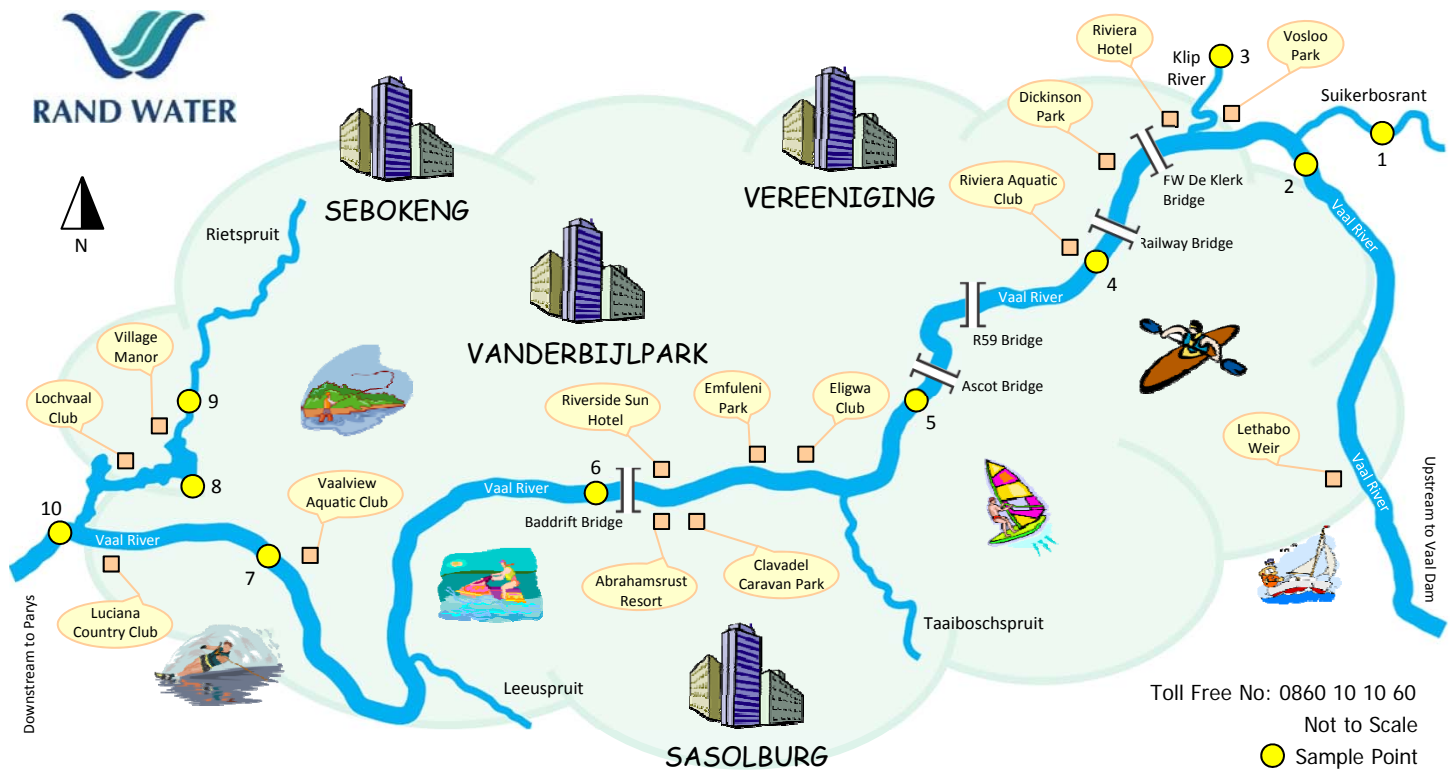 RAND WATER
N
SEBOKENG
VEREENIGING
VANDERBIJLPARK
SASOLBURG
Riviera
Hotel
Vosloo
Park
Klip
River
3
Suikerbosrant
1
2
Dickinson
Park
FW De Klerk
Bridge
Riviera Aquatic
Club
Railway Bridge
4
Vaal River
Vaal River
R59 Bridge
Ascot Bridge
5
Rietspruit
Village
Manor
Lochvaal
Club
9
8
10
Vaal River
Vaalview
Aquatic Club
7
Luciana
Country Club
Downstream to Parys
Riverside Sun
Hotel
Emfuleni
Park
Eligwa
Club
6
Vaal River
Baddrift Bridge
Abrahamsrust
Resort
Clavadel
Caravan Park
Taaiboschspruit
Leeuspruit
Lethabo
Weir
Vaal River
Upstream to Vaal Dam
Toll Free No: 0860 10 10 60
Not to Scale
Sample Point